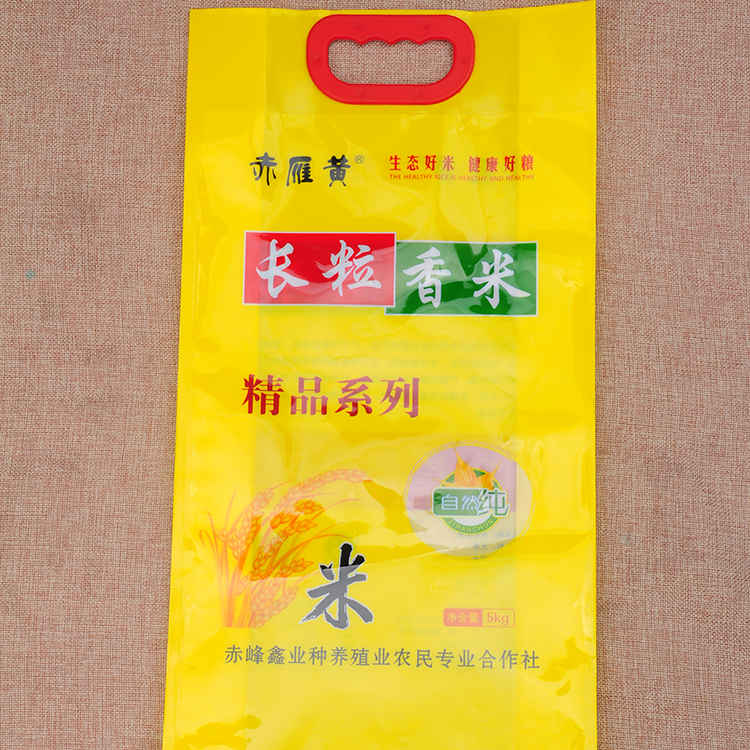 赤雁黄® 生态好米 健康好粮
THE HEALTHY RICE IS HEALTHY AND HEALTHY
长粒香米
精品系列
自然纯
ZIRANCHUN
米
净含量 5kg
赤峰鑫业种养殖业农民专业合作社